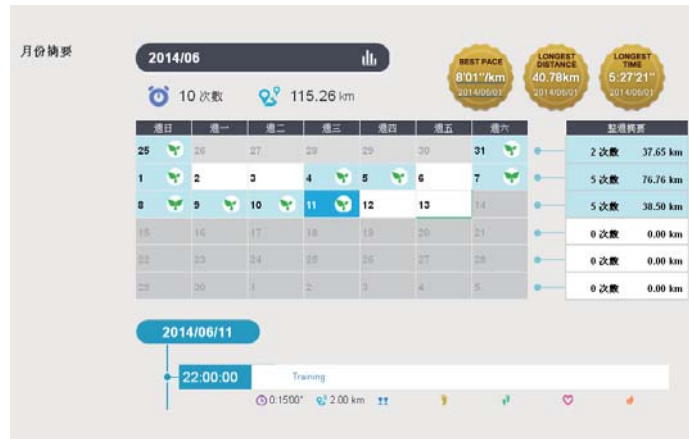 月份摘要
2014/06
10 次數 115.26 km
BEST PACE
8'01"/km
2014/06/01
LONGEST
DISTANCE
40.78km
2014/06/01
LONGEST
TIME
5:27'21"
2014/06/01
週日 週一 週二 週三 週四 週五 週六 整週摘要
25 26 27 28 29 30 31 2 次數 37.65 km
1 2 3 4 5 6 7 5 次數 76.76 km
8 9 10 11 12 13 14 5 次數 38.50 km
15 16 17 18 19 20 21 0 次數 0.00 km
22 23 24 25 26 27 28 0 次數 0.00 km
29 30 1 2 3 4 5 0 次數 0.00 km
2014/06/11
22:00:00 Training
0:15'00" 2.00 km